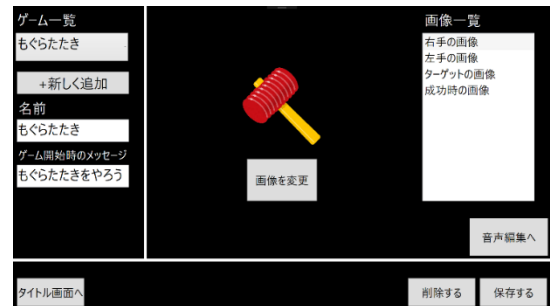 ゲーム一覧
もぐらたたき
+新しく追加
名前
もぐらたたき
ゲーム開始時のメッセージ
もぐらたたきをやろう
画像を変更
画像一覧
右手の画像
左手の画像
ターゲットの画像
成功時の画像
音声編集へ
タイトル画面へ
削除する
保存する